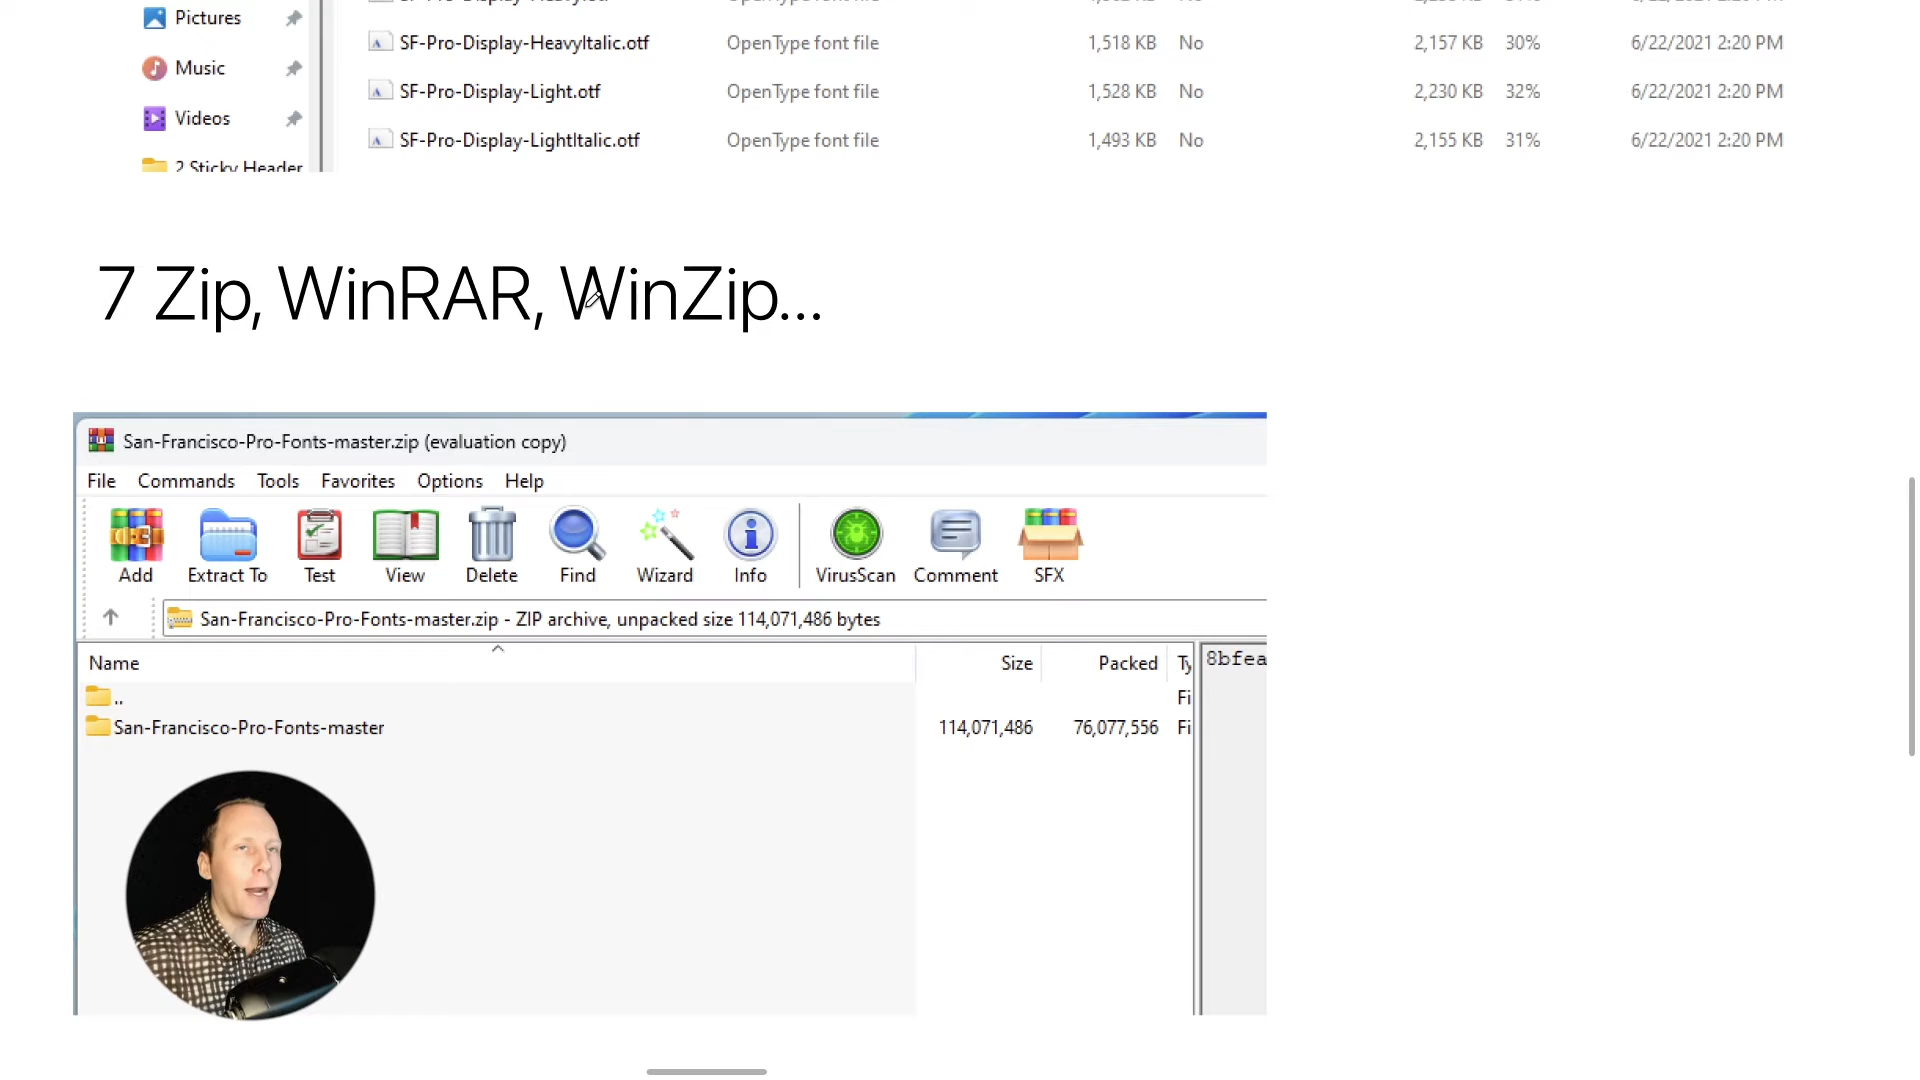 Pictures
SF-Pro-Display-HeavyItalic.otf OpenType font file 1,518 KB No 2,157 KB 30% 6/22/2021 2:20 PM
Music
SF-Pro-Display-Light.otf OpenType font file 1,528 KB No 2,230 KB 32% 6/22/2021 2:20 PM
Videos
SF-Pro-Display-LightItalic.otf OpenType font file 1,493 KB No 2,155 KB 31% 6/22/2021 2:20 PM
2 Sticky Header
7 Zip, WinRAR, WinZip...
San-Francisco-Pro-Fonts-master.zip (evaluation copy)
File Commands Tools Favorites Options Help
Add Extract To Test View Delete Find Wizard Info VirusScan Comment SFX
San-Francisco-Pro-Fonts-master.zip - ZIP archive, unpacked size 114,071,486 bytes
Name Size Packed Ty 8bfea
.. Fi
San-Francisco-Pro-Fonts-master 114,071,486 76,077,556 Fi